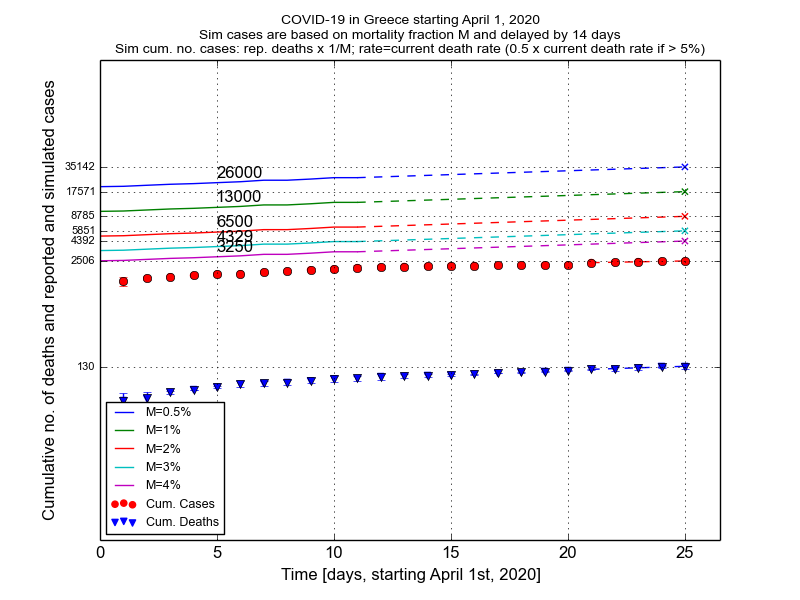 COVID-19 in Greece starting April 1, 2020
Sim cases are based on mortality fraction M and delayed by 14 days
Sim cum. no. cases: rep. deaths x 1/M; rate=current death rate (0.5 x current death rate if > 5%)
Cumulative no. of deaths and reported and simulated cases
35142
17571
8785
5851
4392
2506
130
26000
13000
6500
4329
3250
M=0.5%
M=1%
M=2%
M=3%
M=4%
Cum. Cases
Cum. Deaths
0 5 10 15 20 25
Time [days, starting April 1st, 2020]